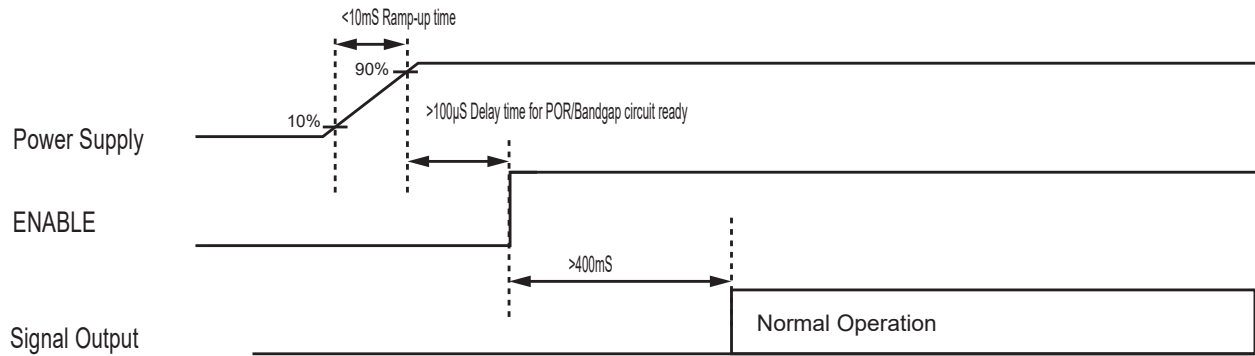 <10mS Ramp-up time
90%
>100µS Delay time for POR/Bandgap circuit ready
10%
Power Supply
ENABLE
>400mS
Normal Operation
Signal Output